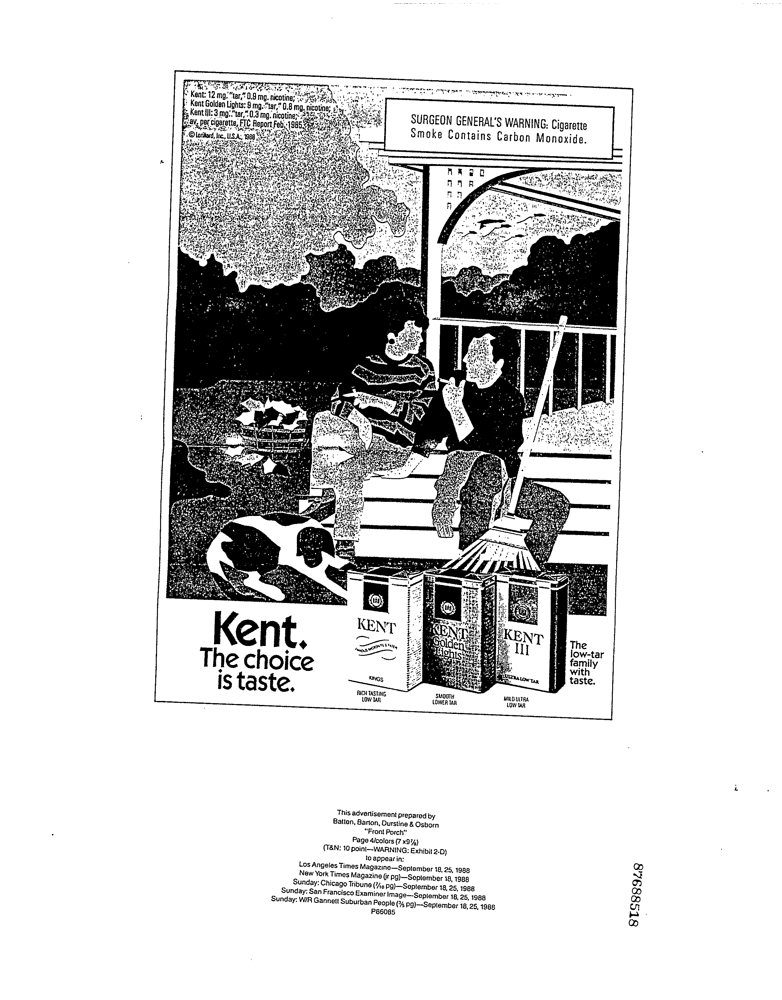 Kent: 12 mg. "tar," 0.9 mg. nicotine;
Kent Golden Lights: 8 mg. "tar," 0.8 mg. nicotine;
Kent III: 3 mg. "tar," 0.3 mg. nicotine;
av. per cigarette, FTC Report Feb. 1985.
© Lorillard, Inc., U.S.A., 1988
SURGEON GENERAL'S WARNING: Cigarette
Smoke Contains Carbon Monoxide.
KENT
KINGS
KENT
Golden
Lights
KENT
III
ULTRA LOW TAR
Kent.
The choice
is taste.
RICH TASTING
LOW TAR
SMOOTH
LOWER TAR
MILD ULTRA
LOW TAR
The
low-tar
family
with
taste.
This advertisement prepared by
Batten, Barton, Durstine & Osborn
"Front Porch"
Page 4/colors (7 x9⅛)
(T&N: 10 point—WARNING: Exhibit 2-D)
to appear in:
Los Angeles Times Magazine—September 18, 25, 1988
New York Times Magazine (jr pg)—September 18, 1988
Sunday: Chicago Tribune (7/10 pg)—September 18, 25, 1988
Sunday: San Francisco Examiner Image—September 18, 25, 1988
Sunday: W/R Gannett Suburban People (⅗ pg)—September 18, 25, 1988
P86085
87688518